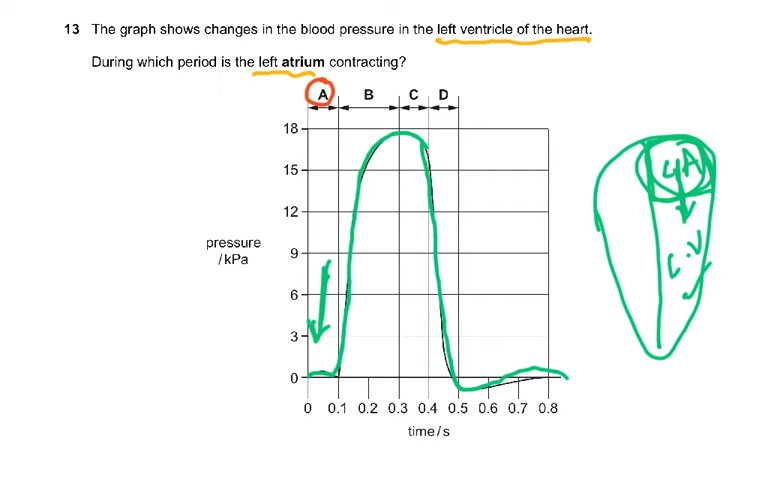 13 The graph shows changes in the blood pressure in the left ventricle of the heart.
During which period is the left atrium contracting?
A B C D
18
15
12
9
6
3
0
pressure
/ kPa
0 0.1 0.2 0.3 0.4 0.5 0.6 0.7 0.8
time / s
LA
L.V